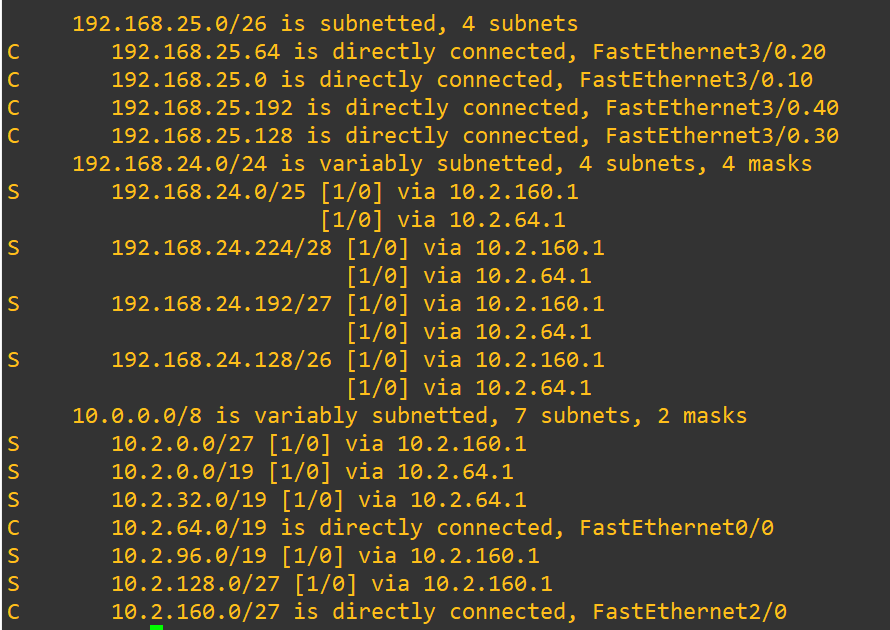 192.168.25.0/26 is subnetted, 4 subnets
C 192.168.25.64 is directly connected, FastEthernet3/0.20
C 192.168.25.0 is directly connected, FastEthernet3/0.10
C 192.168.25.192 is directly connected, FastEthernet3/0.40
C 192.168.25.128 is directly connected, FastEthernet3/0.30
192.168.24.0/24 is variably subnetted, 4 subnets, 4 masks
S 192.168.24.0/25 [1/0] via 10.2.160.1
[1/0] via 10.2.64.1
S 192.168.24.224/28 [1/0] via 10.2.160.1
[1/0] via 10.2.64.1
S 192.168.24.192/27 [1/0] via 10.2.160.1
[1/0] via 10.2.64.1
S 192.168.24.128/26 [1/0] via 10.2.160.1
[1/0] via 10.2.64.1
10.0.0.0/8 is variably subnetted, 7 subnets, 2 masks
S 10.2.0.0/27 [1/0] via 10.2.160.1
S 10.2.0.0/19 [1/0] via 10.2.64.1
S 10.2.32.0/19 [1/0] via 10.2.64.1
C 10.2.64.0/19 is directly connected, FastEthernet0/0
S 10.2.96.0/19 [1/0] via 10.2.160.1
S 10.2.128.0/27 [1/0] via 10.2.160.1
C 10.2.160.0/27 is directly connected, FastEthernet2/0